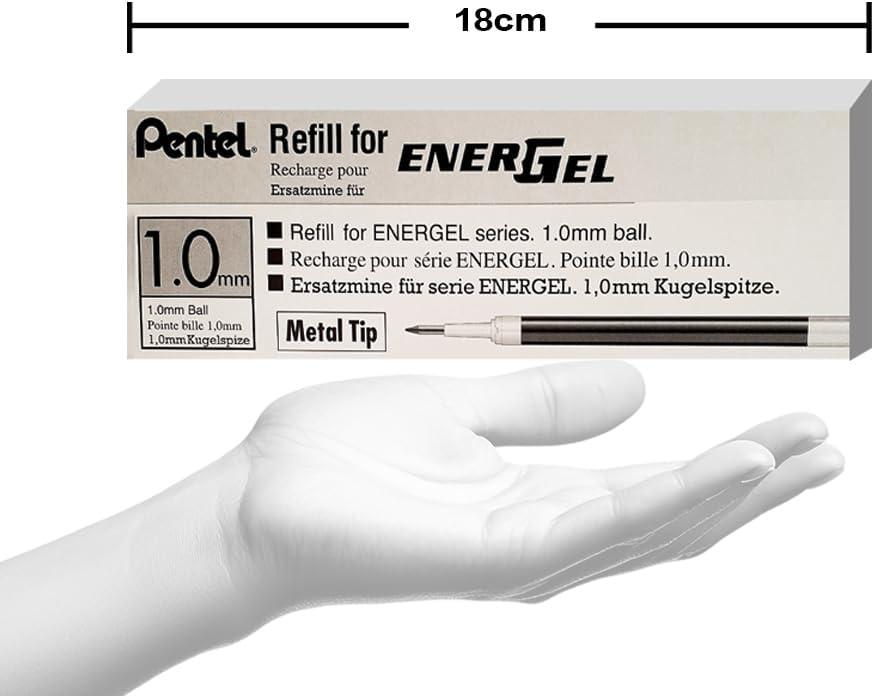 18cm
Pentel® Refill for ENERGEL
Recharge pour
Ersatzmine für
1.0mm
1.0mm Ball
Pointe bille 1,0mm
1,0mm Kugelspize
■ Refill for ENERGEL series. 1.0mm ball.
■ Recharge pour série ENERGEL. Pointe bille 1,0mm.
■ Ersatzmine für serie ENERGEL. 1,0mm Kugelspitze.
Metal Tip